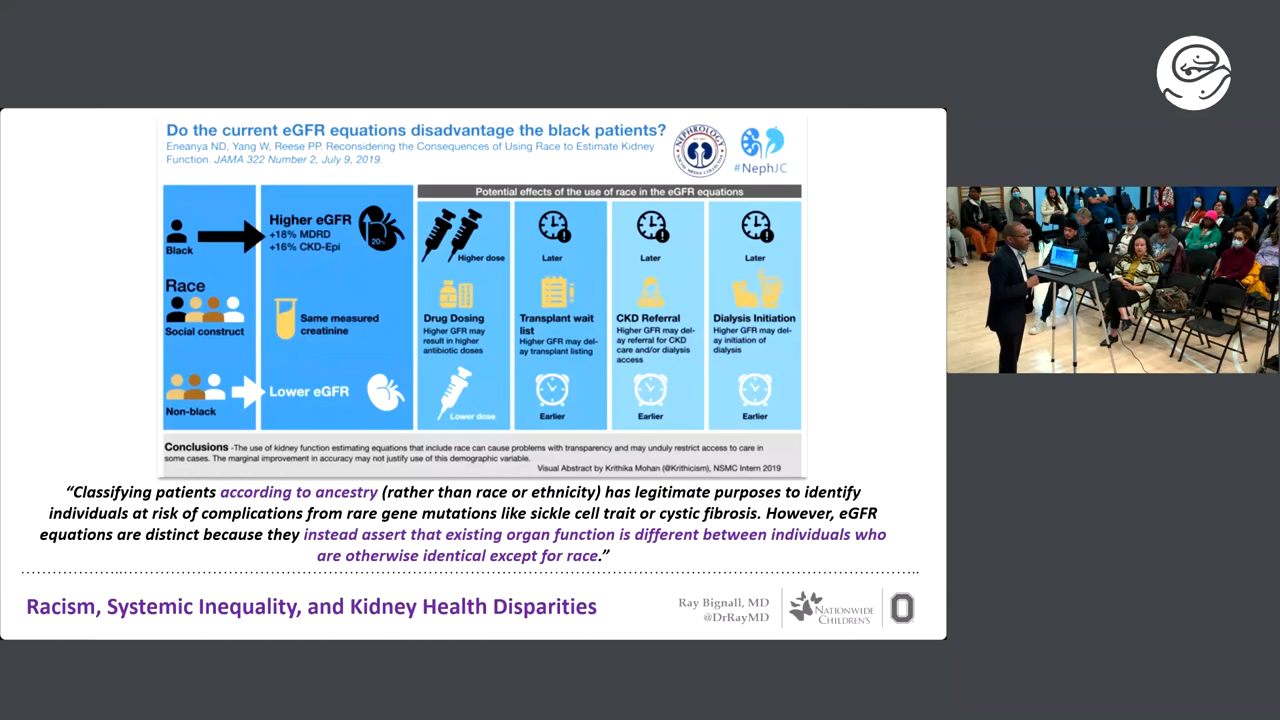 Do the current eGFR equations disadvantage the black patients?
Eneanya ND, Yang W, Reese PP. Reconsidering the Consequences of Using Race to Estimate Kidney
Function. JAMA 322 Number 2, July 9, 2019.
NEPHROLOGY
#NephJC
Potential effects of the use of race in the eGFR equations
Black
Higher eGFR
+18% MDRD
+16% CKD-Epi
20%
Higher dose
Later
Later
Later
Race
Social construct
Same measured
creatinine
Drug Dosing
Higher GFR may
result in higher
antibiotic doses
Transplant wait
list
Higher GFR may del-
ay transplant listing
CKD Referral
Higher GFR may del-
ay referral for CKD
care and/or dialysis
access
Dialysis Initiation
Higher GFR may del-
ay initiation of
dialysis
Non-black
Lower eGFR
Lower dose
Earlier
Earlier
Earlier
Conclusions -The use of kidney function estimating equations that include race can cause problems with transparency and may unduly restrict access to care in
some cases. The marginal improvement in accuracy may not justify use of this demographic variable.
Visual Abstract by Krithika Mohan (@Krithicism), NSMC Intern 2019
“Classifying patients according to ancestry (rather than race or ethnicity) has legitimate purposes to identify
individuals at risk of complications from rare gene mutations like sickle cell trait or cystic fibrosis. However, eGFR
equations are distinct because they instead assert that existing organ function is different between individuals who
are otherwise identical except for race.”
Racism, Systemic Inequality, and Kidney Health Disparities
Ray Bignall, MD
@DrRayMD
NATIONWIDE
CHILDREN'S